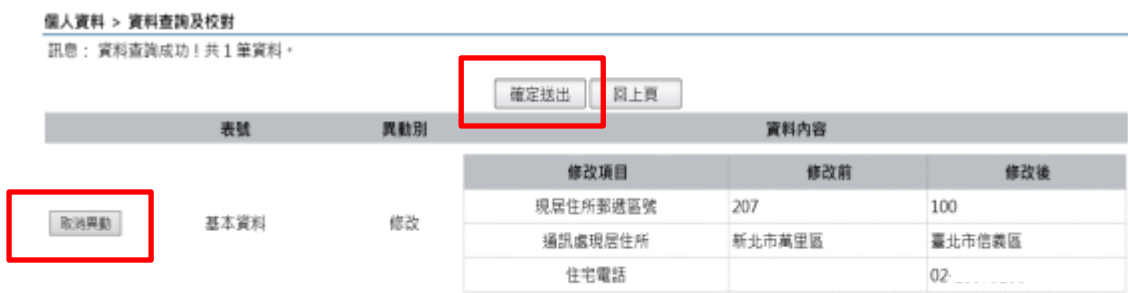 個人資料 > 資料查詢及校對
訊息： 資料查詢成功！共 1 筆資料。
確定送出 回上頁
表號 異動別 資料內容
修改項目 修改前 修改後
取消異動 基本資料 修改
現居住所郵遞區號 207 100
通訊處現居住所 新北市萬里區 臺北市信義區
住宅電話 02-